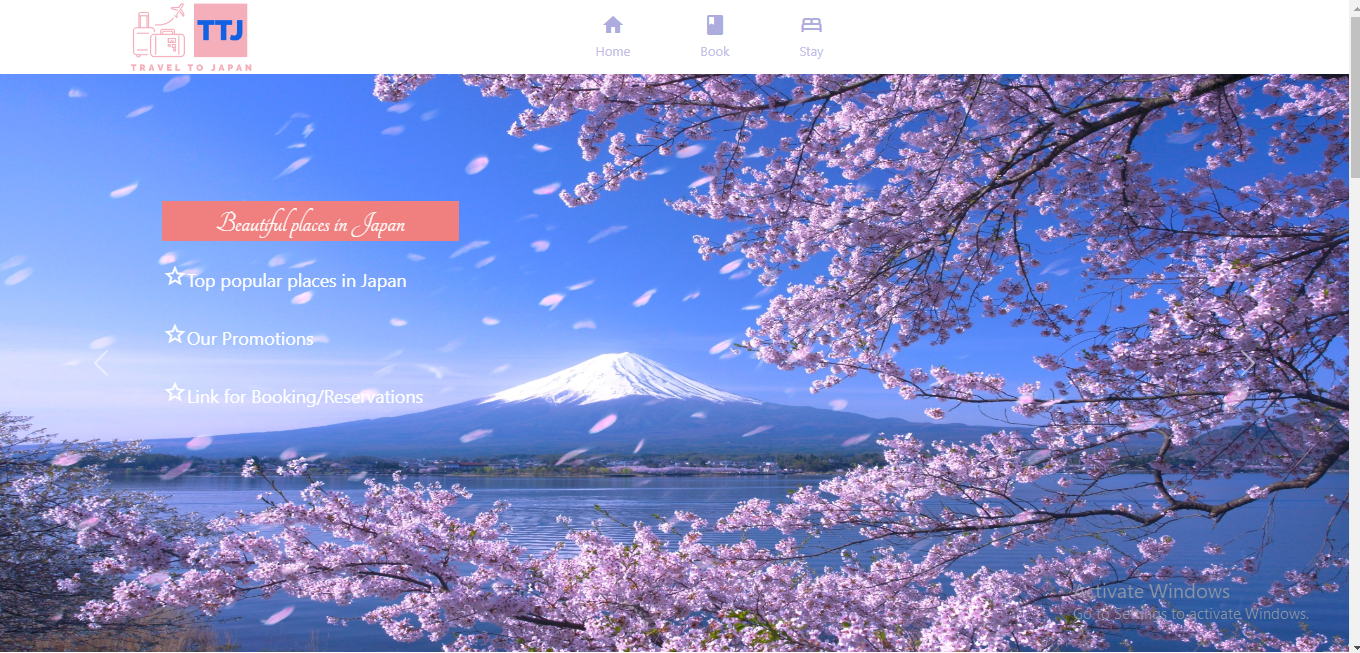 TTJ
TRAVEL TO JAPAN
Home
Book
Stay
Beautiful places in Japan
Top popular places in Japan
Our Promotions
Link for Booking/Reservations
Activate Windows
Go to Settings to activate Windows.